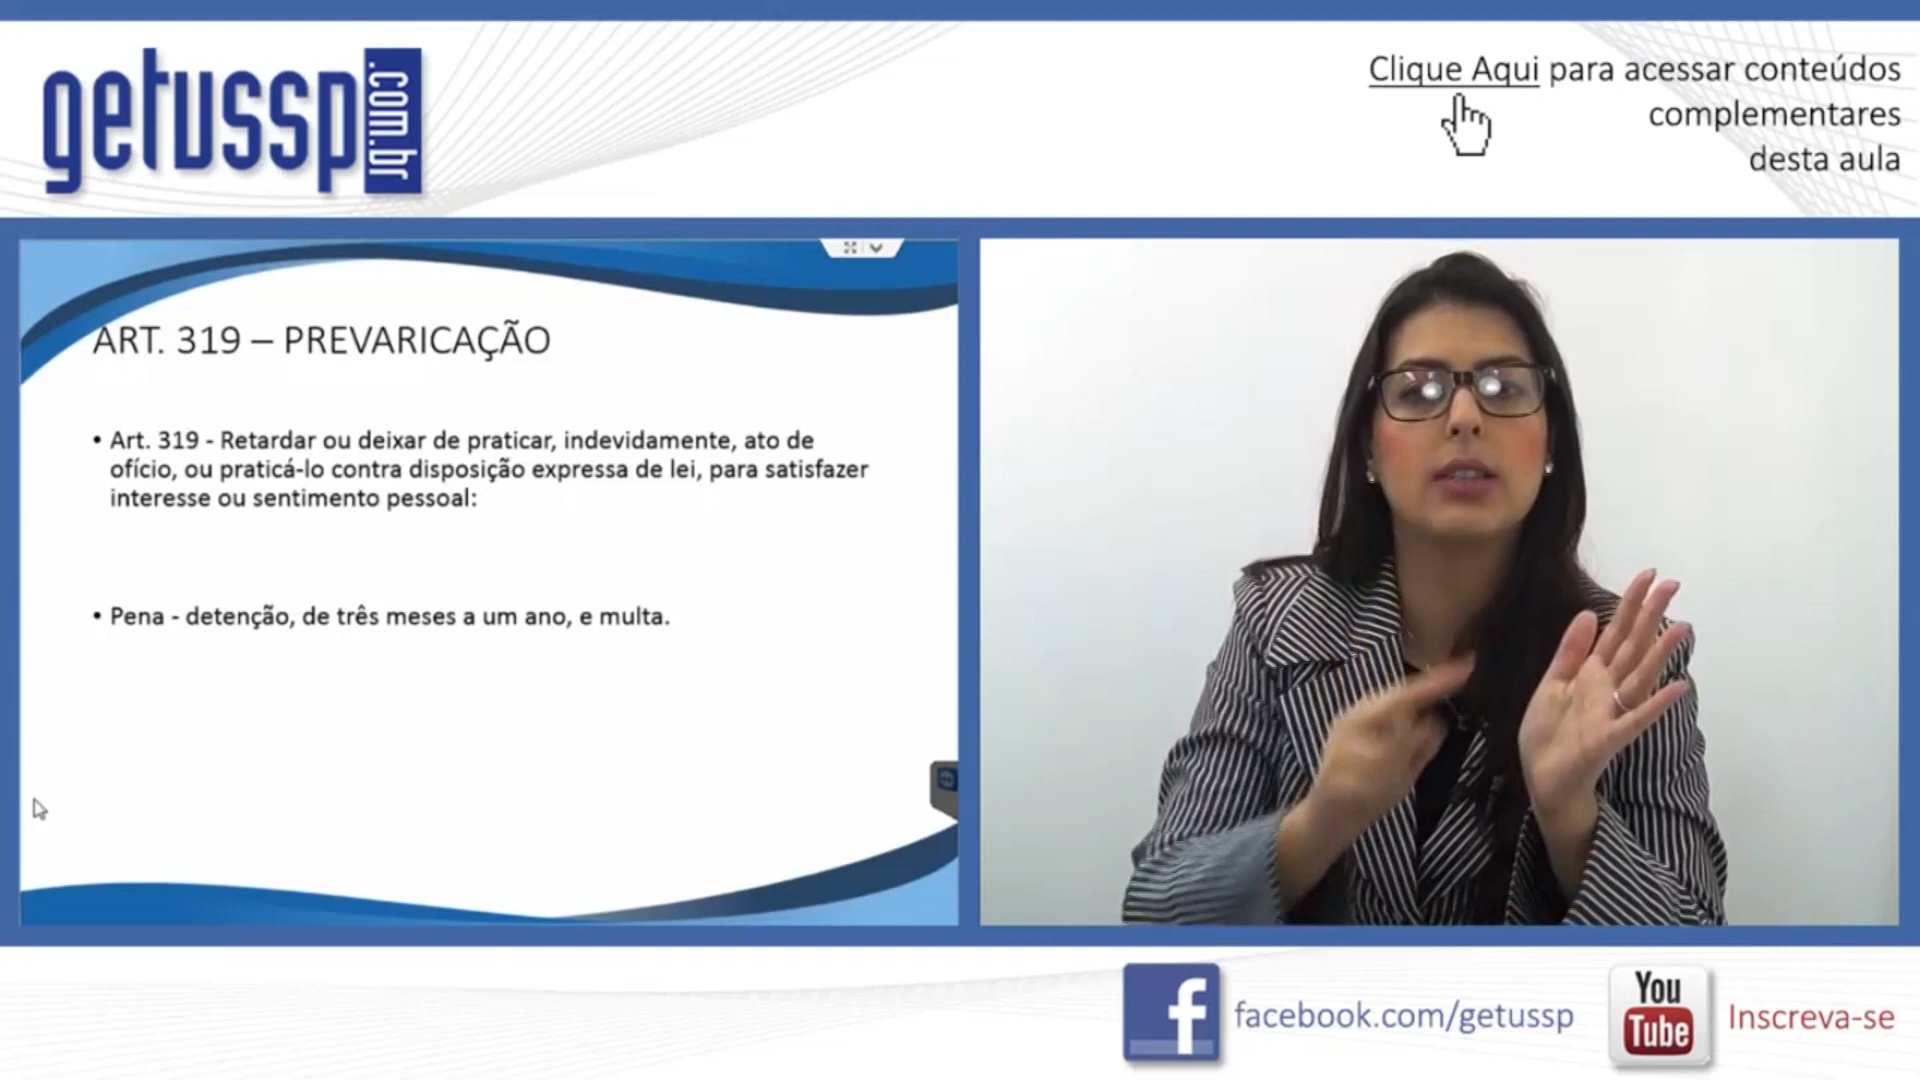 getussp.com.br
Clique Aqui para acessar conteúdos
complementares
desta aula
ART. 319 – PREVARICAÇÃO
• Art. 319 - Retardar ou deixar de praticar, indevidamente, ato de
ofício, ou praticá-lo contra disposição expressa de lei, para satisfazer
interesse ou sentimento pessoal:
• Pena - detenção, de três meses a um ano, e multa.
f facebook.com/getussp
You
Tube
Inscreva-se